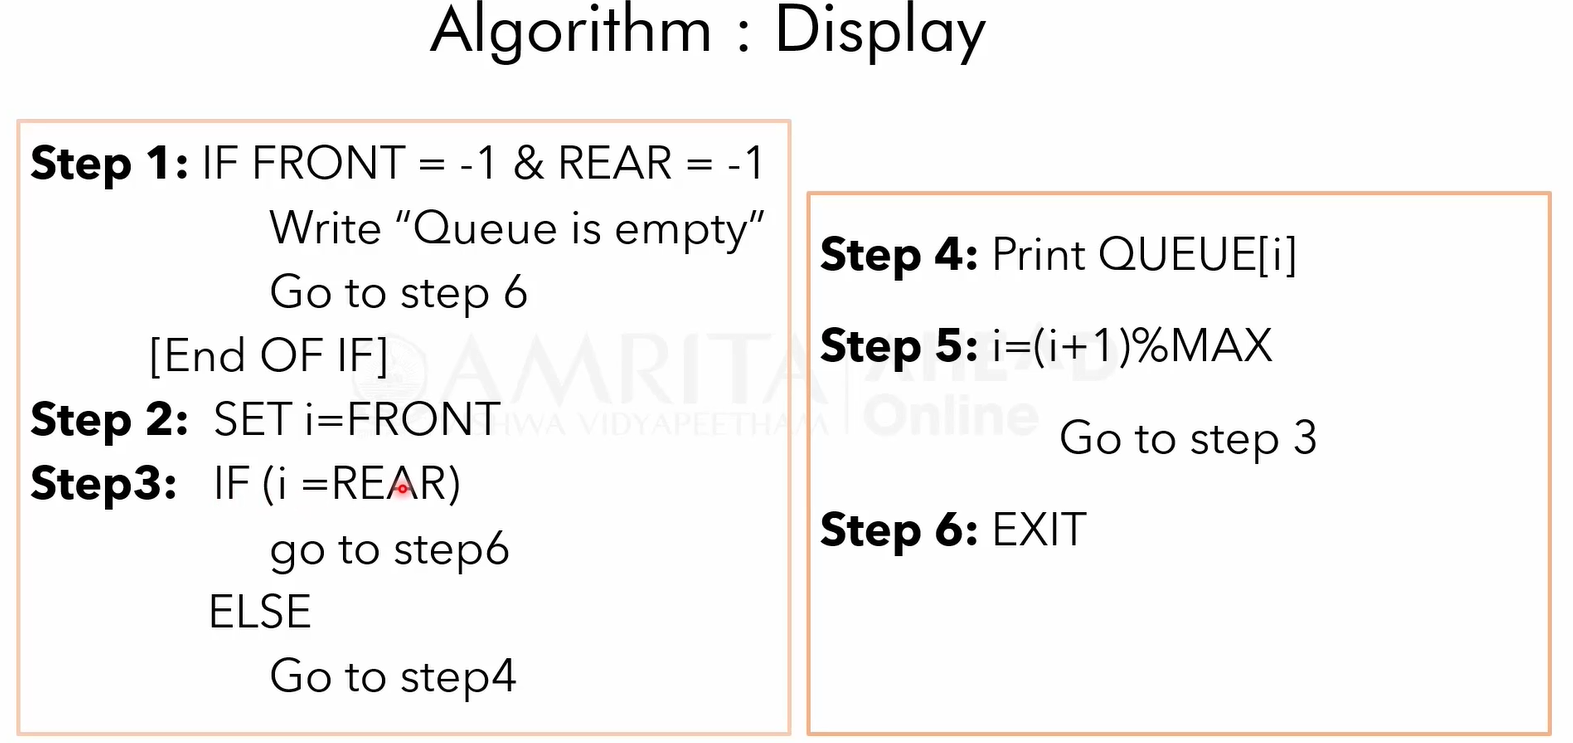 Algorithm : Display
Step 1: IF FRONT = -1 & REAR = -1
Write “Queue is empty”
Go to step 6
[End OF IF]
Step 2: SET i=FRONT
Step3: IF (i =REAR)
go to step6
ELSE
Go to step4
Step 4: Print QUEUE[i]
Step 5: i=(i+1)%MAX
Go to step 3
Step 6: EXIT
AMRITA
VISHWA VIDYAPEETHAM
AHEAD
Online